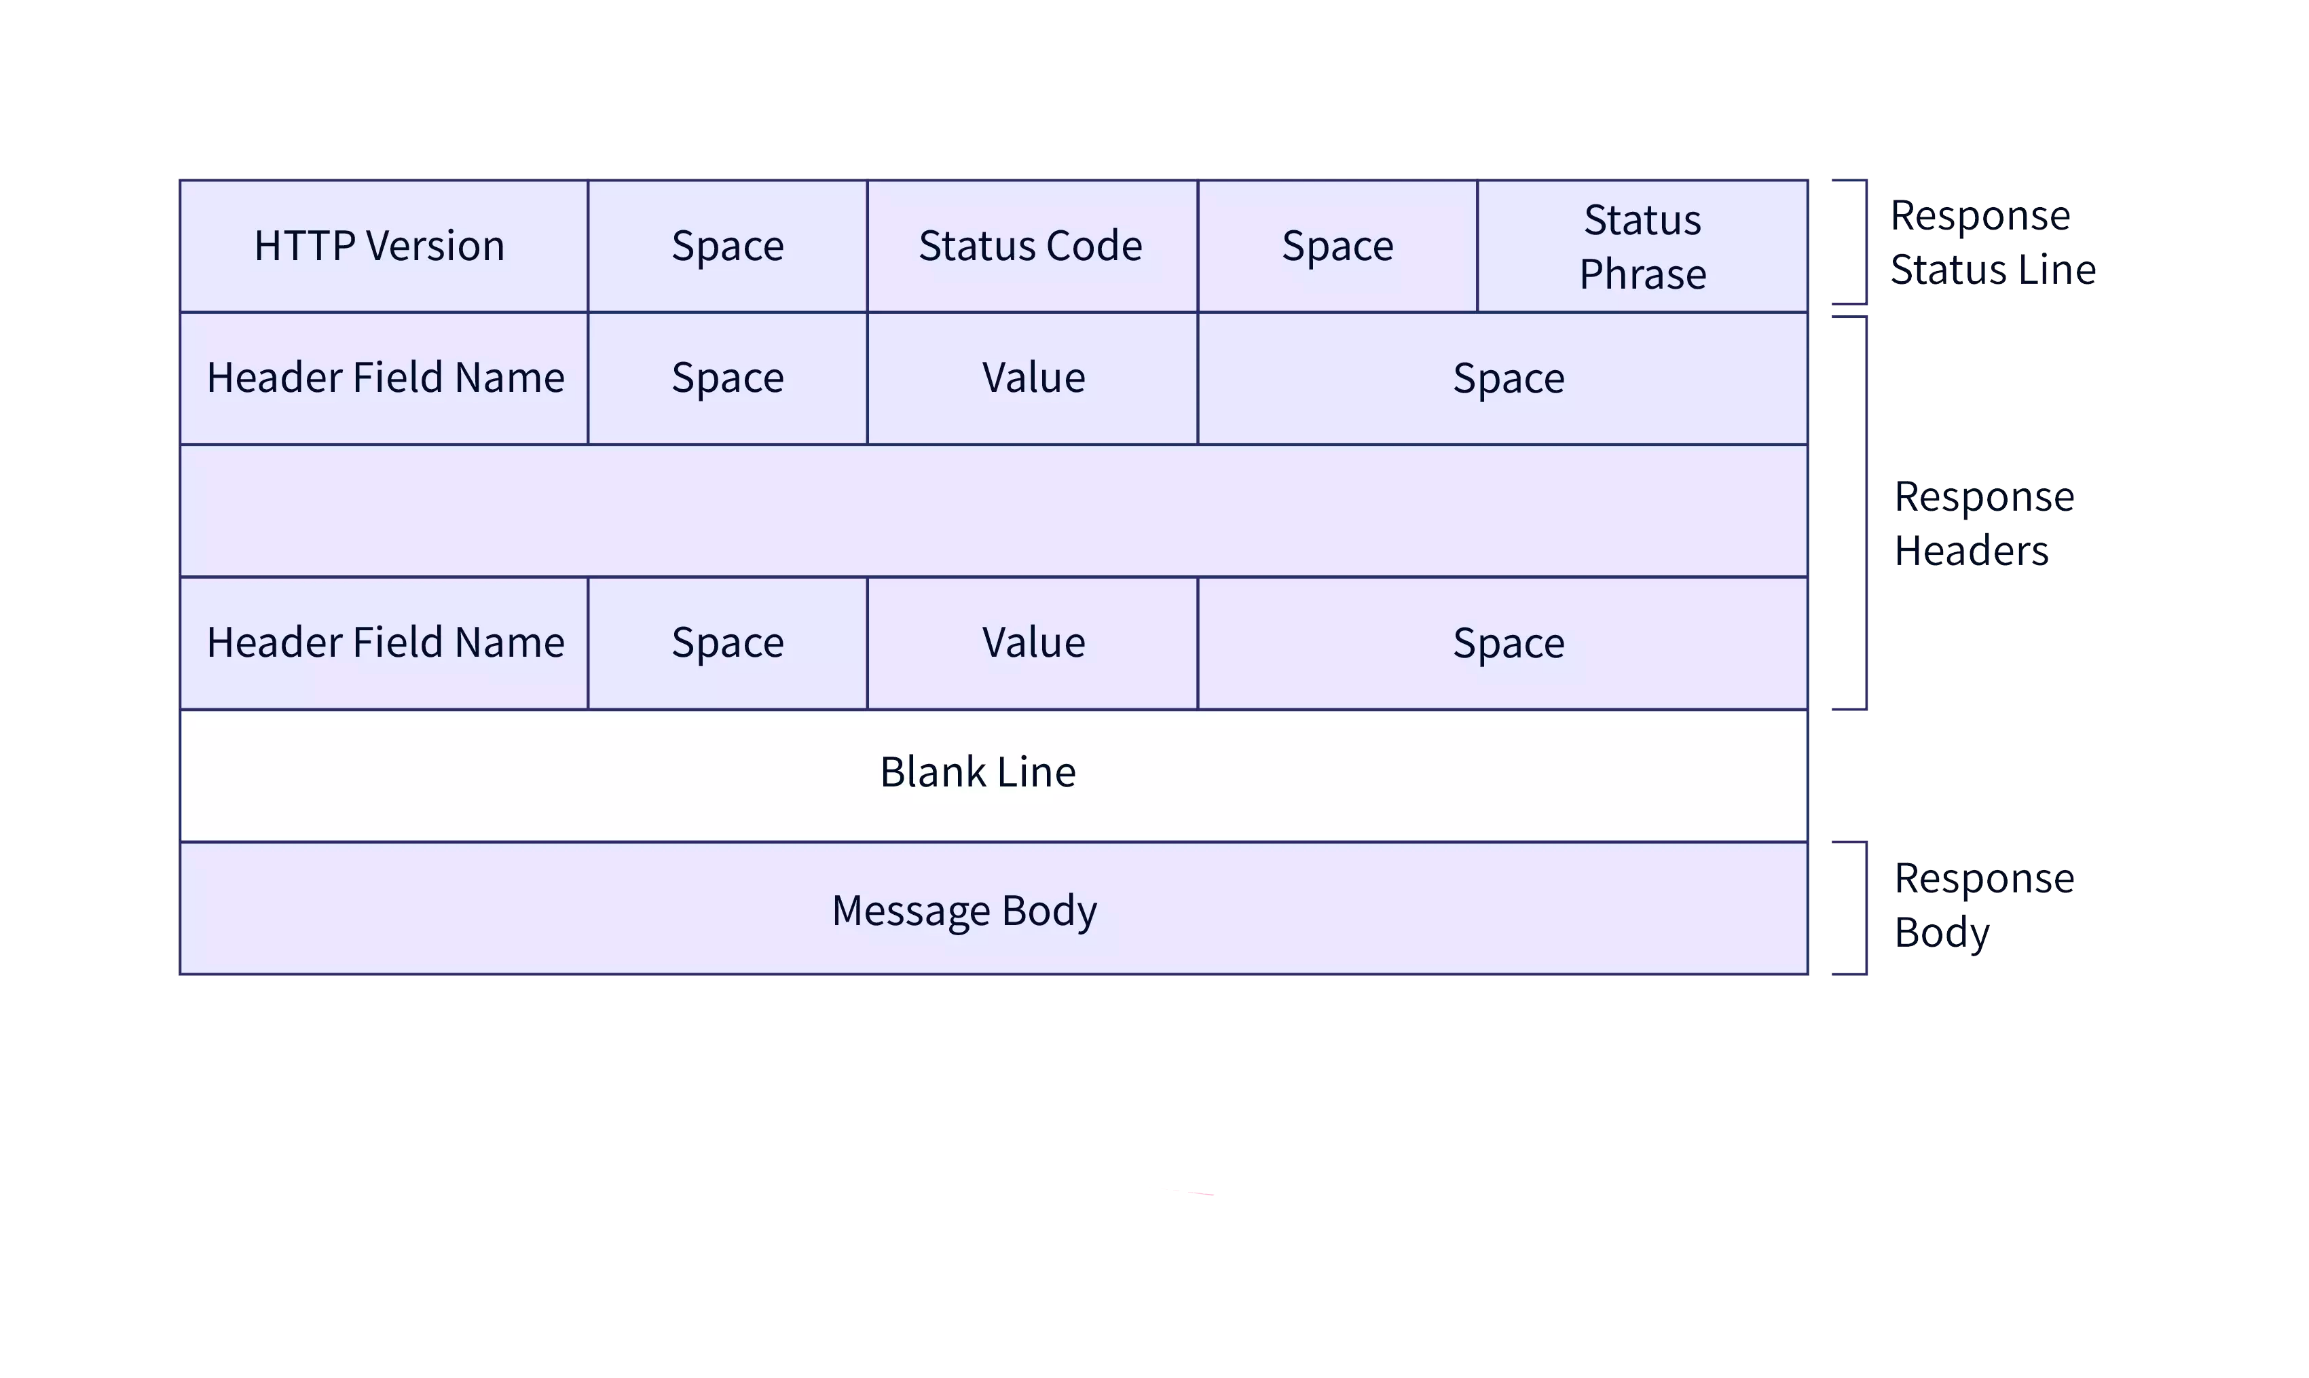 HTTP Version Space Status Code Space Status Phrase
Response Status Line
Header Field Name Space Value Space
Response Headers
Header Field Name Space Value Space
Blank Line
Message Body
Response Body